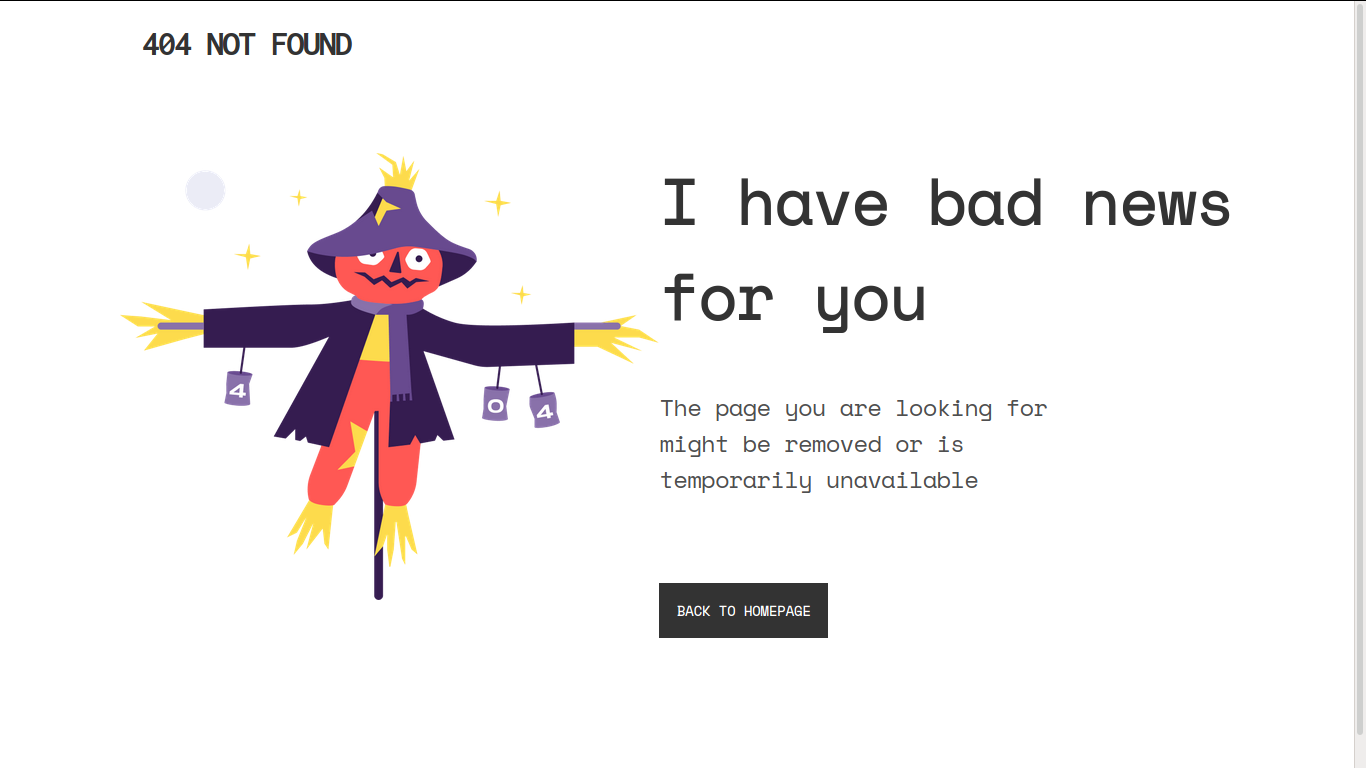 404 NOT FOUND
I have bad news
for you
4
0
4
The page you are looking for
might be removed or is
temporarily unavailable
BACK TO HOMEPAGE